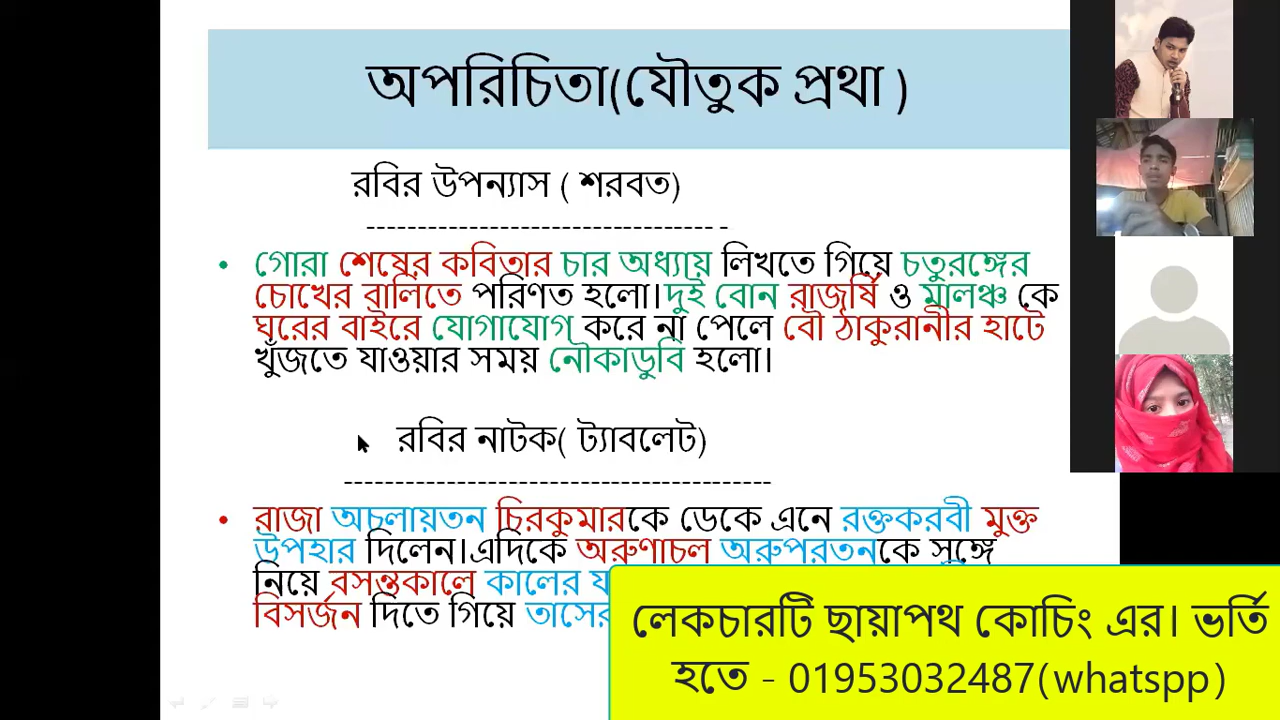 অপরিচিতা(যৌতুক প্রথা )
রবির উপন্যাস ( শরবত)
---------------------------------- -
গোরা শেষের কবিতার চার অধ্যায় লিখতে গিয়ে চতুরঙ্গের
চোখের বালিতে পরিণত হলো।দুই বোন রাজর্ষি ও মালঞ্চ কে
ঘরের বাইরে যোগাযোগ করে না পেলে বৌ ঠাকুরানীর হাটে
খুঁজতে যাওয়ার সময় নৌকাডুবি হলো।
রবির নাটক( ট্যাবলেট)
-----------------------------------------
রাজা অচলায়তন চিরকুমারকে ডেকে এনে রক্তকরবী মুক্ত
উপহার দিলেন।এদিকে অরুণাচল অরুপরতনকে সঙ্গে
নিয়ে বসন্তকালে কালের
বিসর্জন দিতে গিয়ে তাসের
লেকচারটি ছায়াপথ কোচিং এর। ভর্তি
হতে - 01953032487(whatspp)